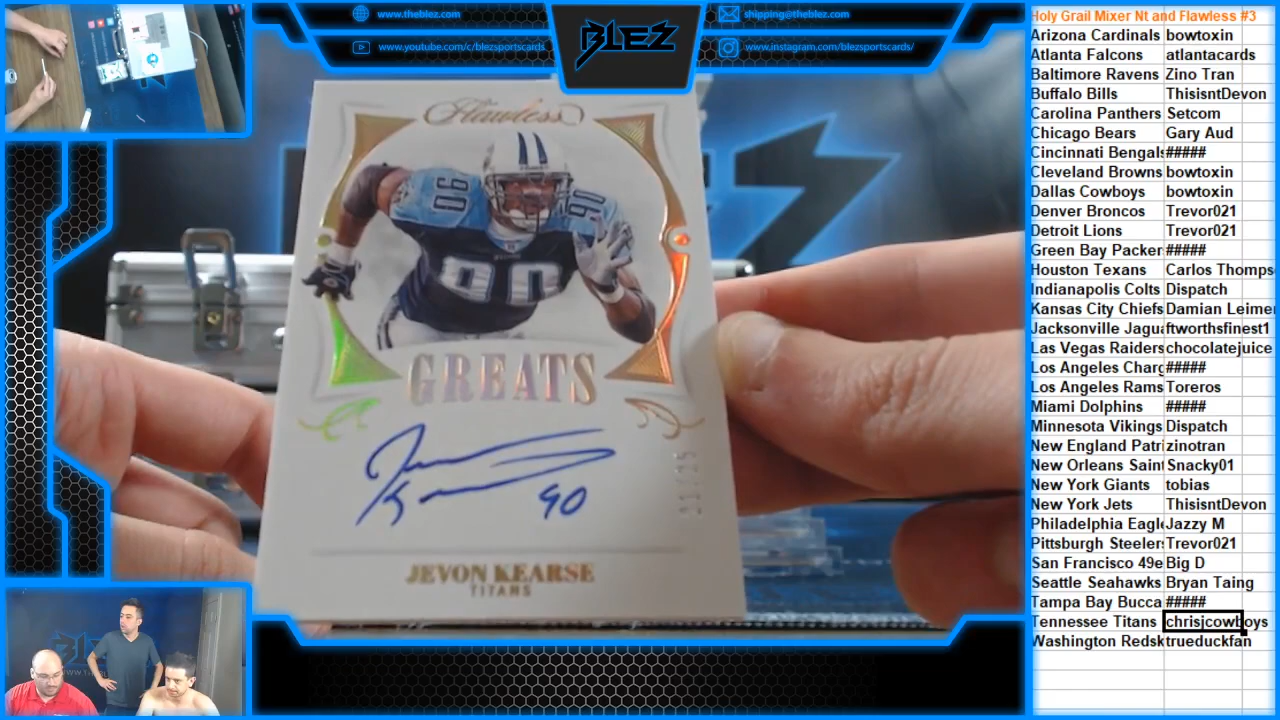 www.theblez.com
www.youtube.com/c/blezsportscards
BLEZ
shipping@theblez.com
www.instagram.com/blezsportscards/
Flawless
90
90
90
GREATS
90
JEVON KEARSE
TITANS
Holy Grail Mixer Nt and Flawless #3
Arizona Cardinals bowtoxin
Atlanta Falcons atlantacards
Baltimore Ravens Zino Tran
Buffalo Bills ThisisntDevon
Carolina Panthers Setcom
Chicago Bears Gary Aud
Cincinnati Bengals #####
Cleveland Browns bowtoxin
Dallas Cowboys bowtoxin
Denver Broncos Trevor021
Detroit Lions Trevor021
Green Bay Packer #####
Houston Texans Carlos Thomps
Indianapolis Colts Dispatch
Kansas City Chiefs Damian Leimer
Jacksonville Jagua ftworthsfinest1
Las Vegas Raiders chocolatejuice
Los Angeles Charg #####
Los Angeles Rams Toreros
Miami Dolphins #####
Minnesota Vikings Dispatch
New England Patri zinotran
New Orleans Saint Snacky01
New York Giants tobias
New York Jets ThisisntDevon
Philadelphia Eagle Jazzy M
Pittsburgh Steelers Trevor021
San Francisco 49e Big D
Seattle Seahawks Bryan Taing
Tampa Bay Bucca #####
Tennessee Titans chrisjcowboys
Washington Redsk trueduckfan